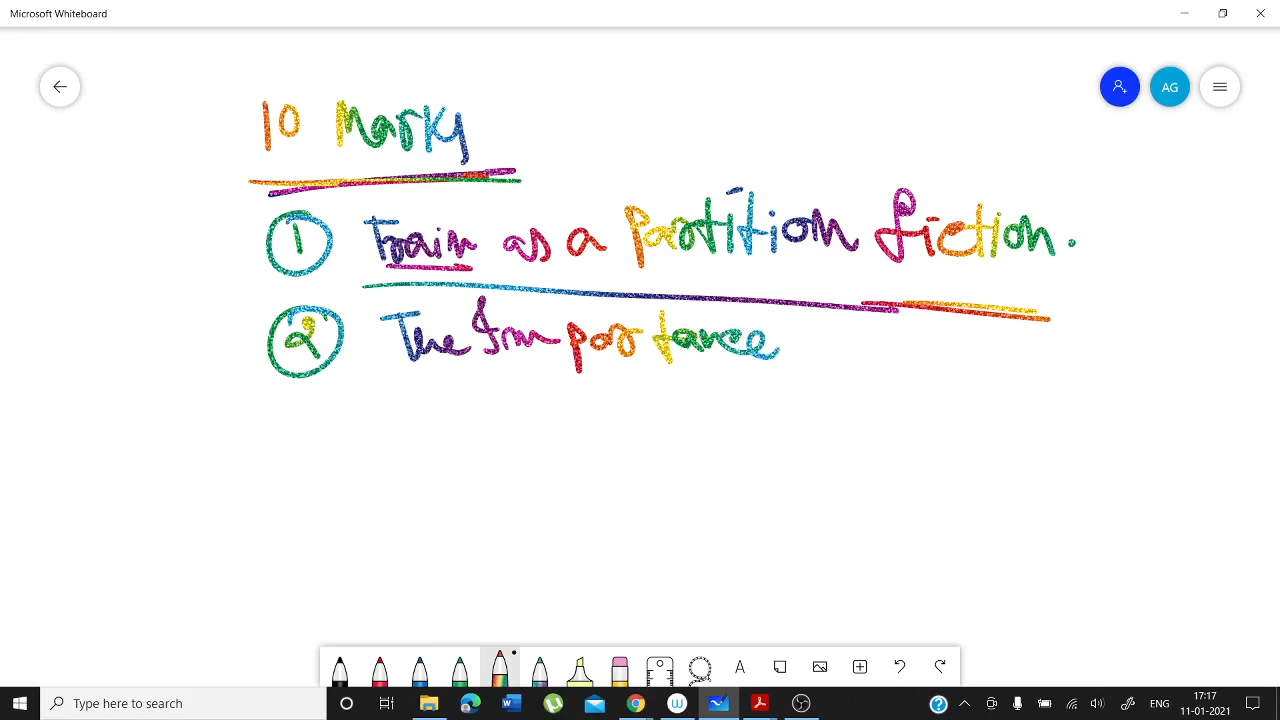 Microsoft Whiteboard
AG
10 Marks
1 Train as a partition fiction.
2 The Importance
A
W
Type here to search
ENG
17:17
11-01-2021